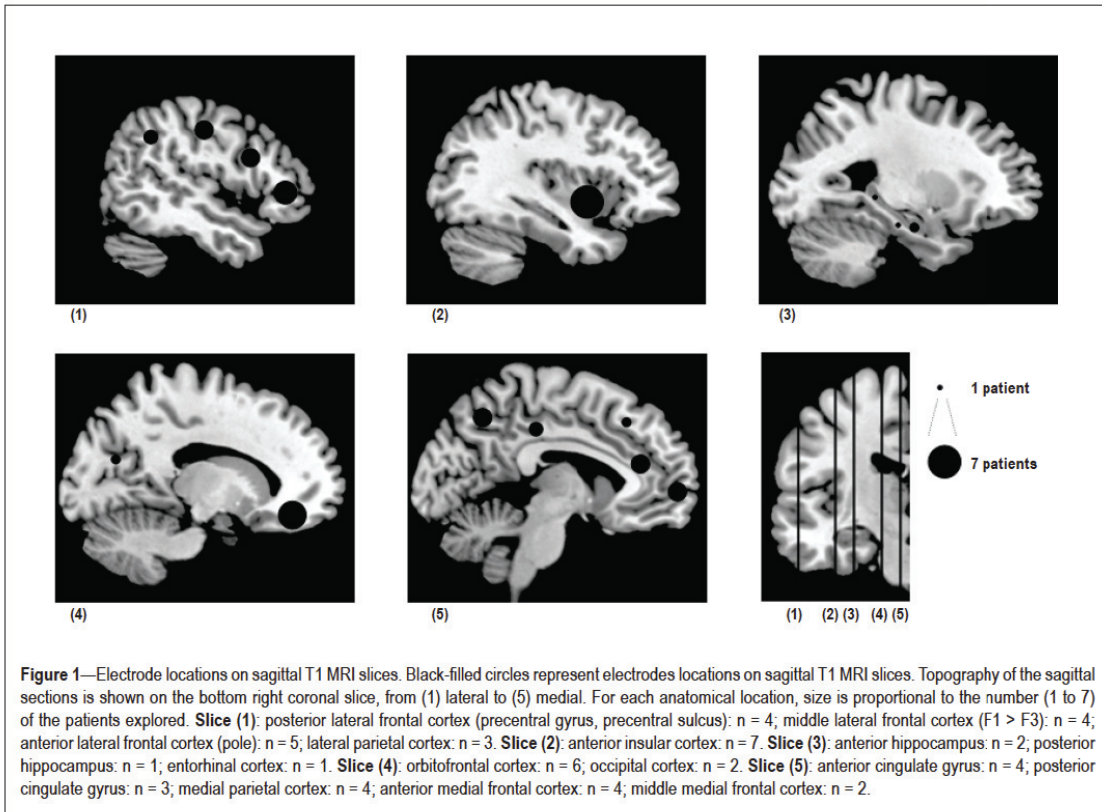 (1)
(2)
(3)
1 patient
7 patients
(4)
(5)
(1) (2) (3) (4) (5)
Figure 1—Electrode locations on sagittal T1 MRI slices. Black-filled circles represent electrodes locations on sagittal T1 MRI slices. Topography of the sagittal
sections is shown on the bottom right coronal slice, from (1) lateral to (5) medial. For each anatomical location, size is proportional to the number (1 to 7)
of the patients explored. Slice (1): posterior lateral frontal cortex (precentral gyrus, precentral sulcus): n = 4; middle lateral frontal cortex (F1 > F3): n = 4;
anterior lateral frontal cortex (pole): n = 5; lateral parietal cortex: n = 3. Slice (2): anterior insular cortex: n = 7. Slice (3): anterior hippocampus: n = 2; posterior
hippocampus: n = 1; entorhinal cortex: n = 1. Slice (4): orbitofrontal cortex: n = 6; occipital cortex: n = 2. Slice (5): anterior cingulate gyrus: n = 4; posterior
cingulate gyrus: n = 3; medial parietal cortex: n = 4; anterior medial frontal cortex: n = 4; middle medial frontal cortex: n = 2.